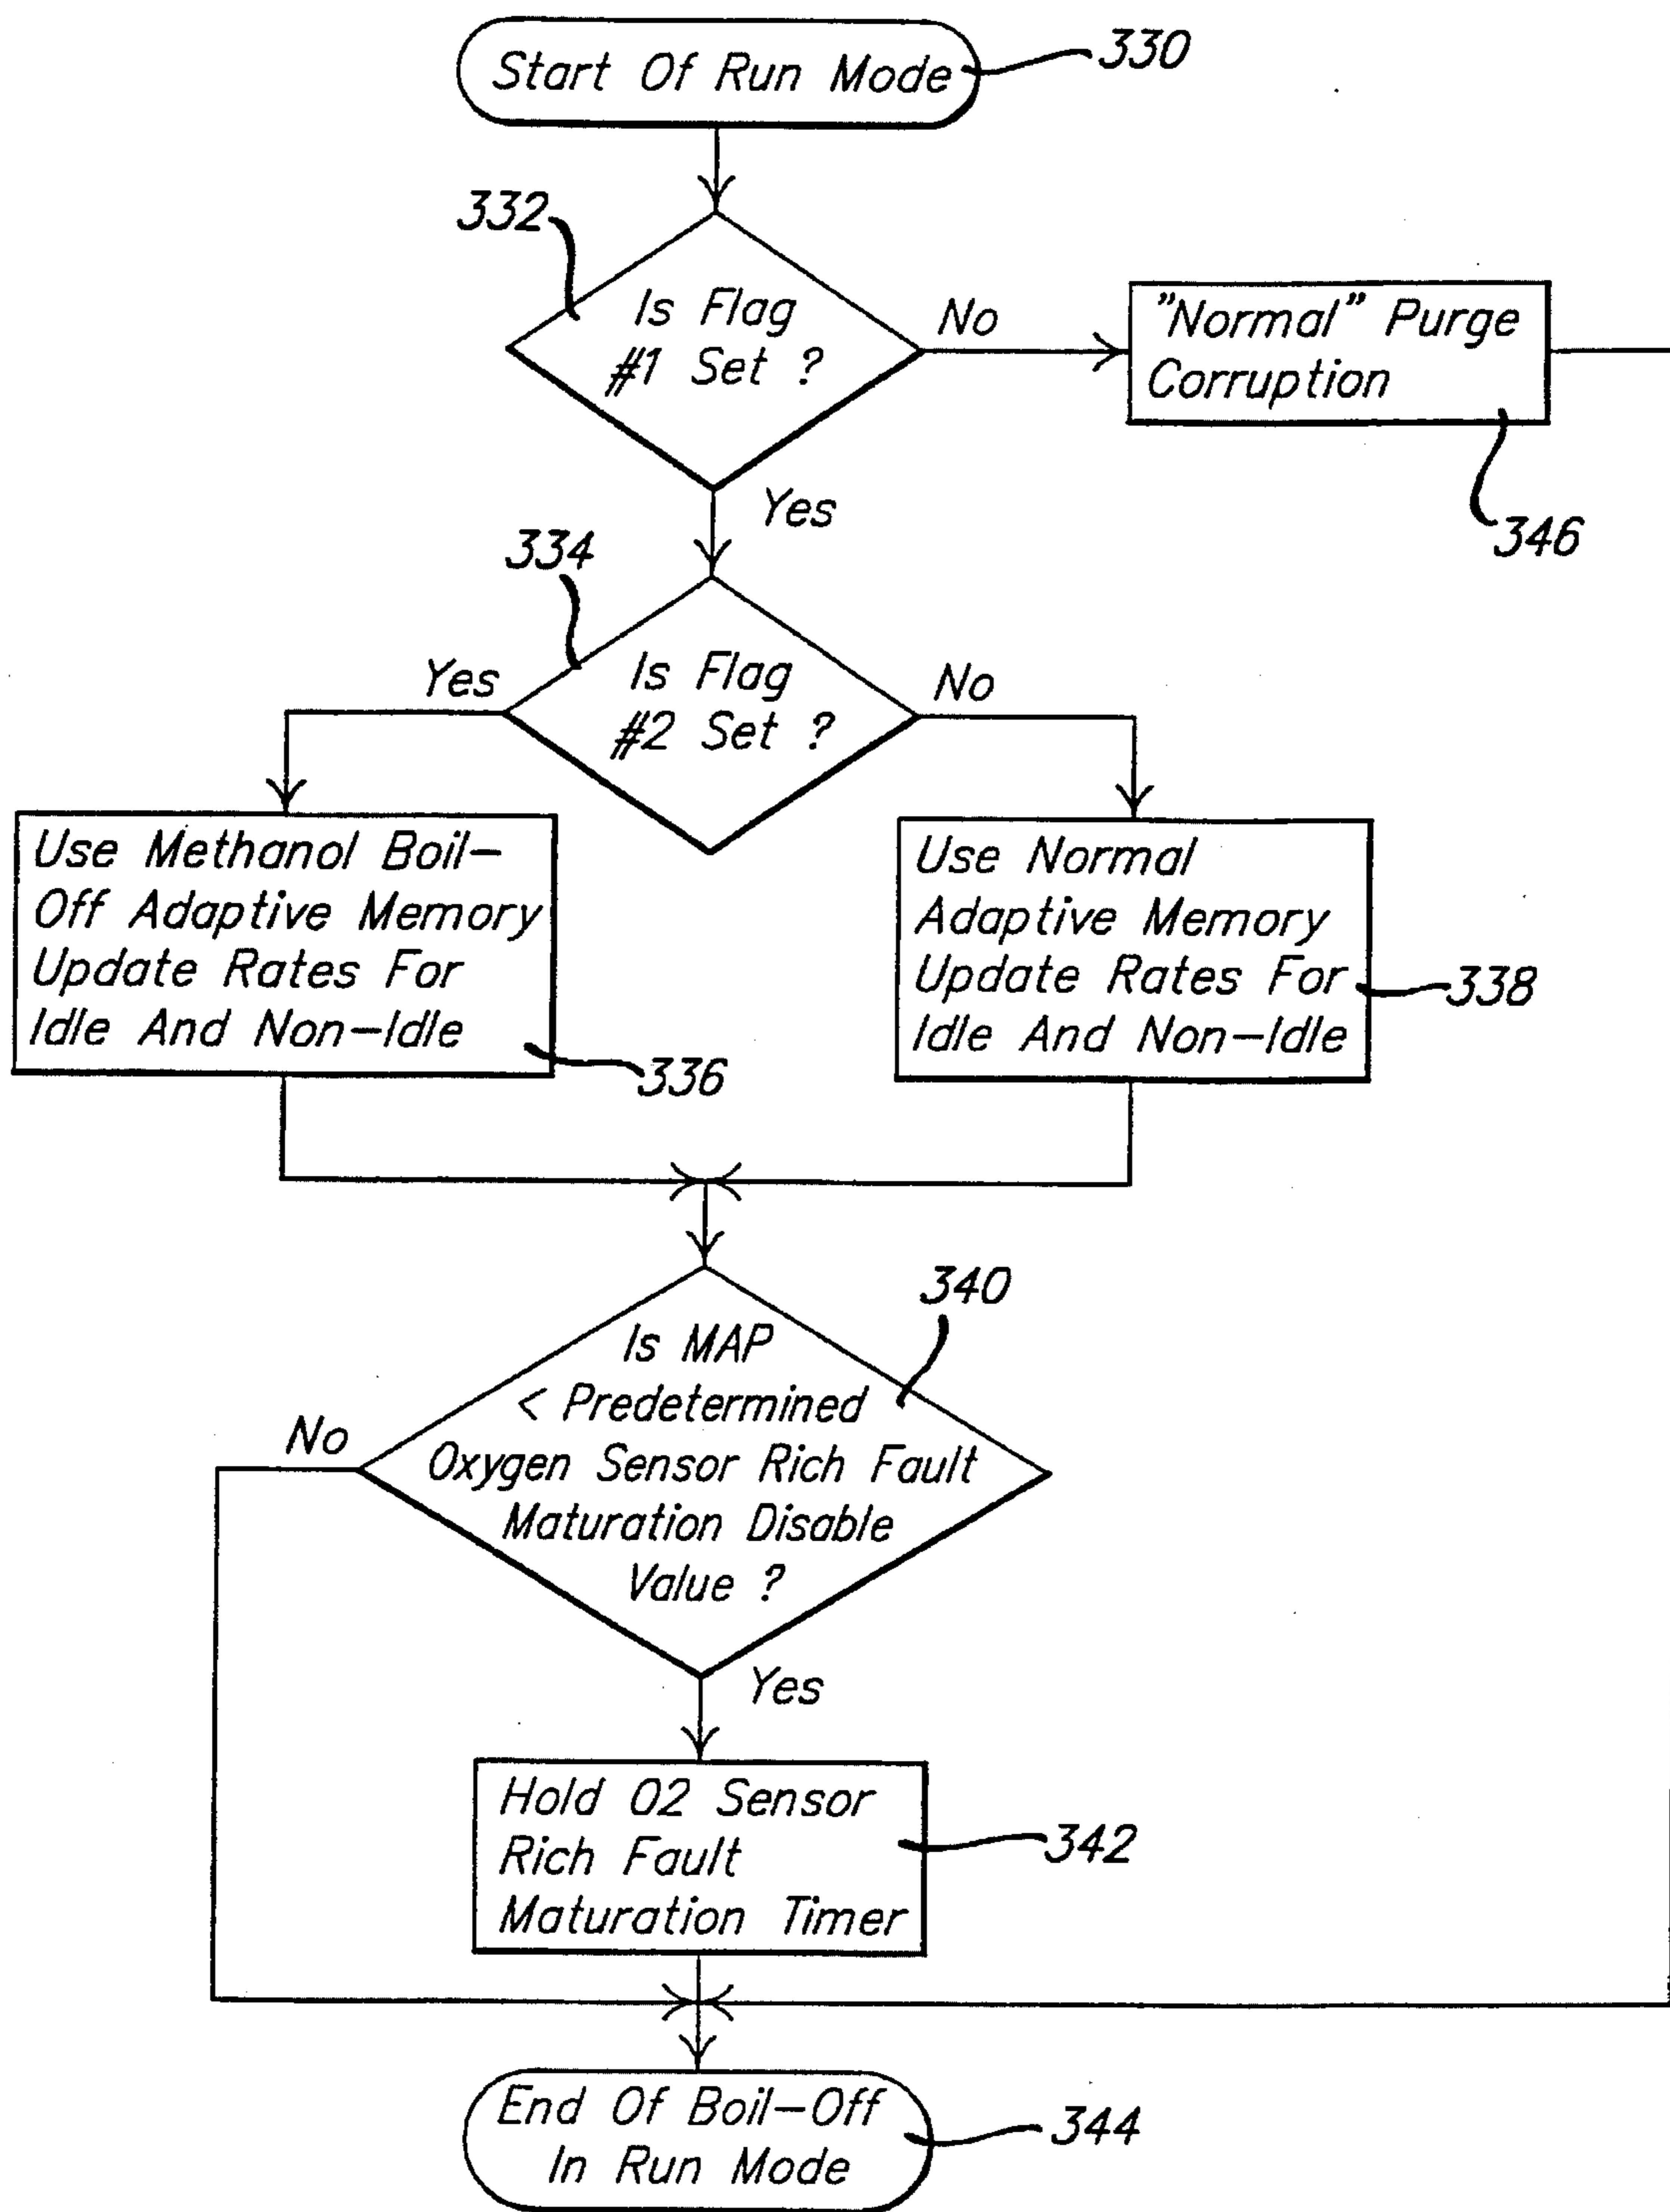 Start Of Run Mode
330
332
Is Flag
#1 Set ?
No
"Normal" Purge
Corruption
346
Yes
334
Is Flag
#2 Set ?
Yes
No
Use Methanol Boil-
Off Adaptive Memory
Update Rates For
Idle And Non-Idle
336
Use Normal
Adaptive Memory
Update Rates For
Idle And Non-Idle
338
340
Is MAP
< Predetermined
Oxygen Sensor Rich Fault
Maturation Disable
Value ?
No
Yes
Hold O2 Sensor
Rich Fault
Maturation Timer
342
End Of Boil-Off
In Run Mode
344